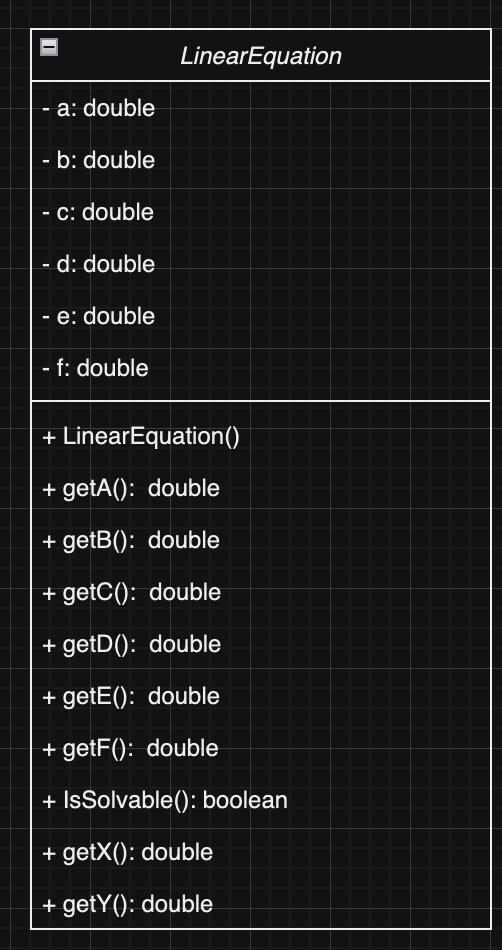 LinearEquation
- a: double
- b: double
- c: double
- d: double
- e: double
- f: double
+ LinearEquation()
+ getA():  double
+ getB():  double
+ getC():  double
+ getD():  double
+ getE():  double
+ getF():  double
+ IsSolvable(): boolean
+ getX(): double
+ getY(): double